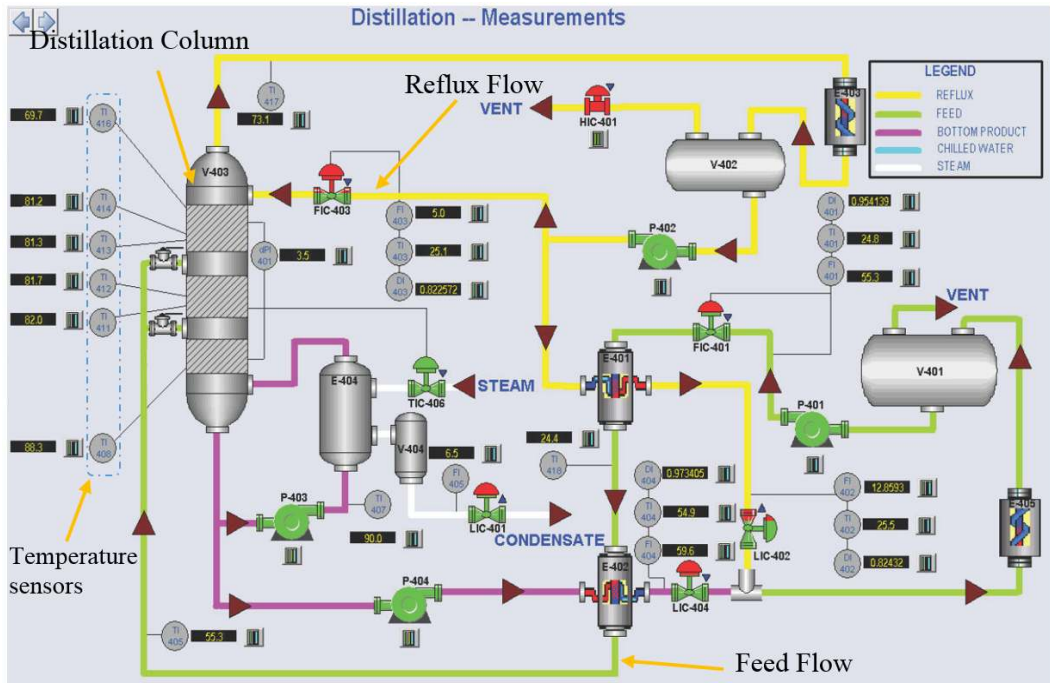 Distillation -- Measurements
Distillation Column
Reflux Flow
LEGEND
REFLUX
FEED
BOTTOM PRODUCT
CHILLED WATER
STEAM
E-403
VENT
HIC-401
V-402
TI
417
73.1
69.7
TI
416
V-403
FIC-403
81.2
TI
414
81.3
TI
413
81.7
TI
412
82.0
TI
411
88.3
TI
408
dPI
401
3.5
FI
403
5.0
TI
403
25.1
DI
403
0.822572
P-402
DI
401
0.954139
TI
401
24.8
FI
401
55.3
VENT
FIC-401
V-401
E-401
P-401
E-404
STEAM
TIC-406
V-404
6.5
FI
405
LIC-401
CONDENSATE
P-403
TI
407
90.0
24.4
TI
418
DI
404
0.973405
TI
404
54.9
FI
404
59.6
FI
402
12.8593
TI
402
25.5
DI
402
0.82432
LIC-402
E-405
E-402
LIC-404
P-404
Temperature
sensors
TI
405
55.3
Feed Flow